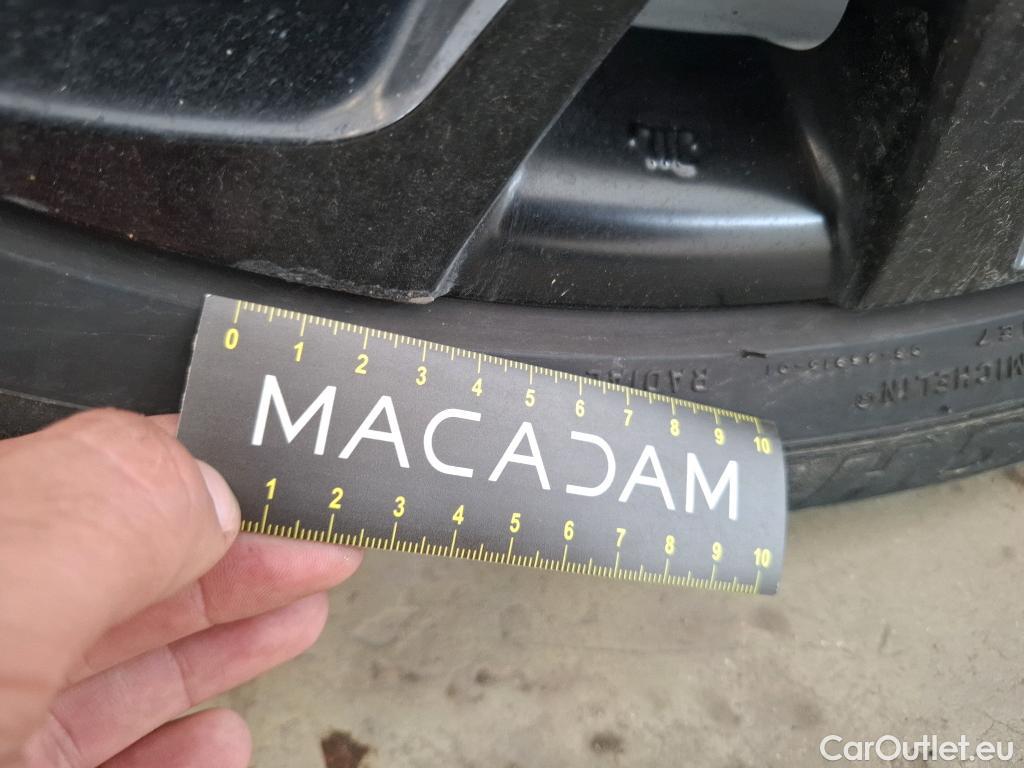 0 1 2 3 4 5 6 7 8 9 10
MACADAM
1 2 3 4 5 6 7 8 9 10
RADIAL
MICHELIN
CarOutlet.eu